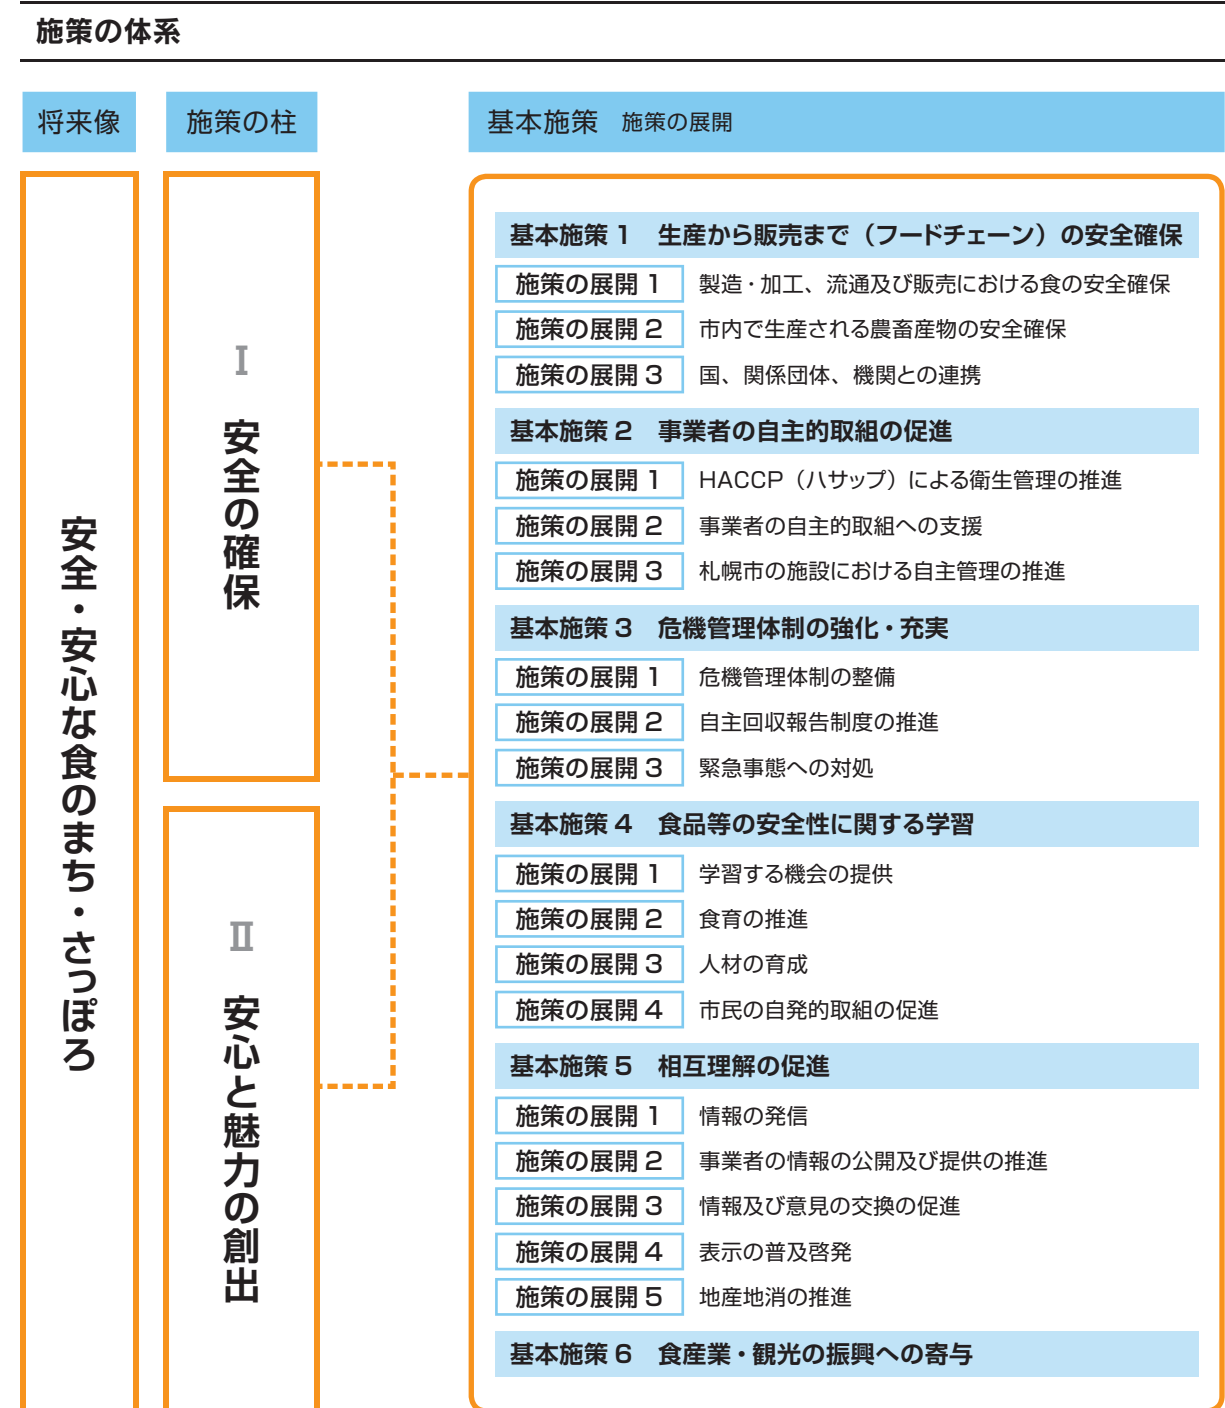 施策の体系
将来像
施策の柱
基本施策　施策の展開
安全・安心な食のまち・さっぽろ
Ⅰ　安全の確保
Ⅱ　安心と魅力の創出
基本施策 1　生産から販売まで（フードチェーン）の安全確保
施策の展開 1　製造・加工、流通及び販売における食の安全確保
施策の展開 2　市内で生産される農畜産物の安全確保
施策の展開 3　国、関係団体、機関との連携
基本施策 2　事業者の自主的取組の促進
施策の展開 1　HACCP（ハサップ）による衛生管理の推進
施策の展開 2　事業者の自主的取組への支援
施策の展開 3　札幌市の施設における自主管理の推進
基本施策 3　危機管理体制の強化・充実
施策の展開 1　危機管理体制の整備
施策の展開 2　自主回収報告制度の推進
施策の展開 3　緊急事態への対処
基本施策 4　食品等の安全性に関する学習
施策の展開 1　学習する機会の提供
施策の展開 2　食育の推進
施策の展開 3　人材の育成
施策の展開 4　市民の自発的取組の促進
基本施策 5　相互理解の促進
施策の展開 1　情報の発信
施策の展開 2　事業者の情報の公開及び提供の推進
施策の展開 3　情報及び意見の交換の促進
施策の展開 4　表示の普及啓発
施策の展開 5　地産地消の推進
基本施策 6　食産業・観光の振興への寄与